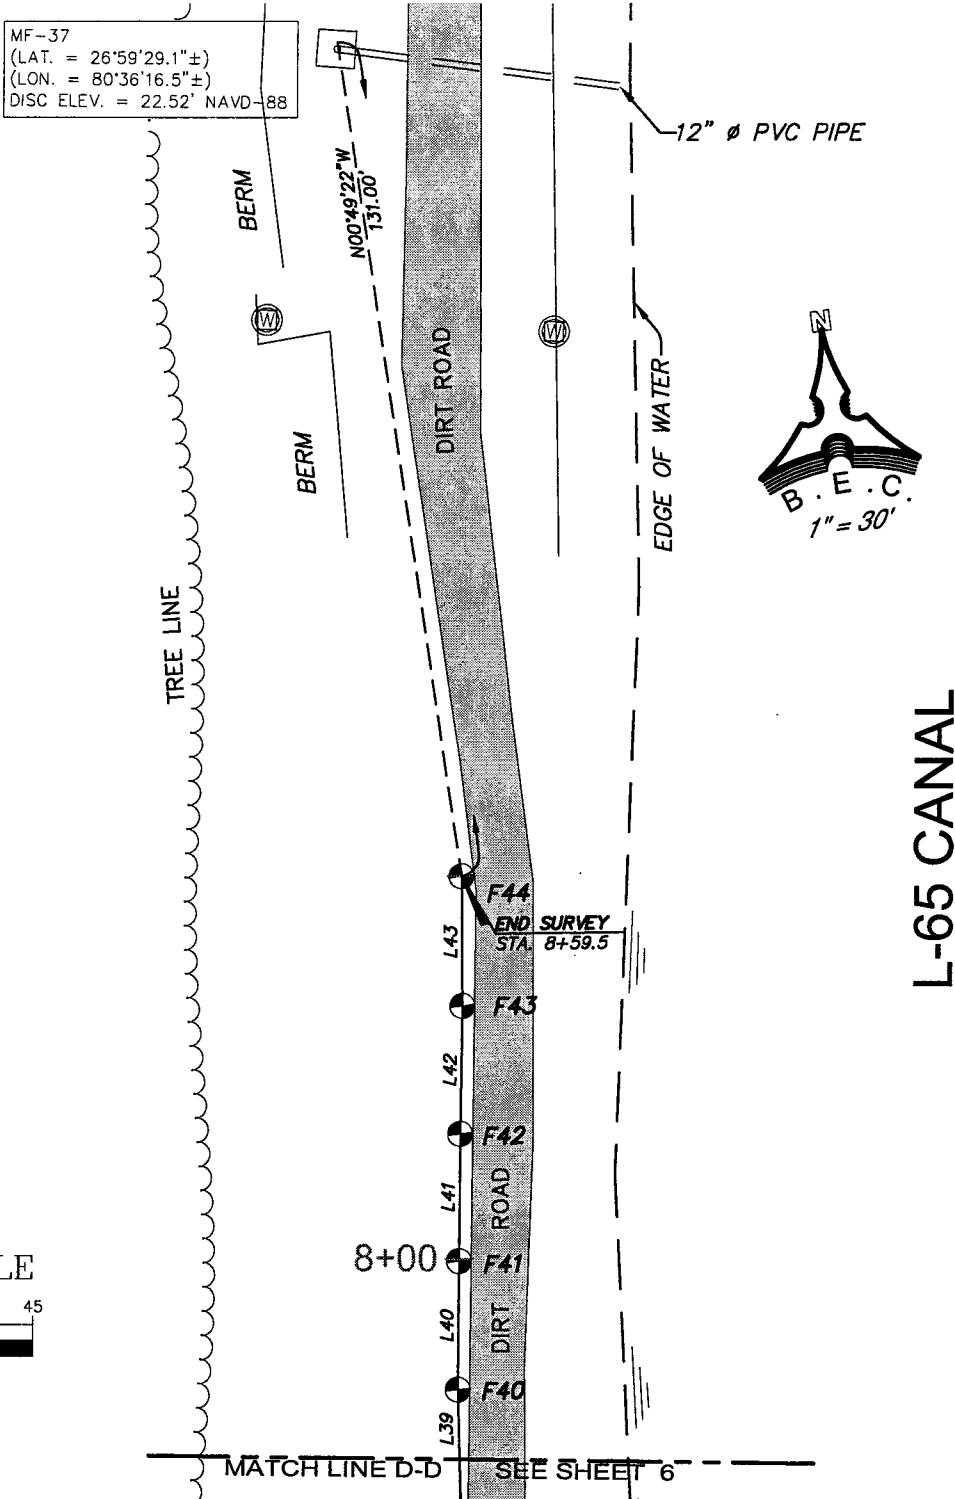 MF-37
(LAT. = 26°59'29.1"±)
(LON. = 80°36'16.5"±)
DISC ELEV. = 22.52' NAVD-88
12" ø PVC PIPE
BERM
N00°49'22"W
131.00'
W
W
N
DIRT ROAD
EDGE OF WATER
BERM
B . E . C.
1" = 30'
TREE LINE
L-65 CANAL
F44
END SURVEY
STA. 8+59.5
L43
F43
L42
F42
L41
DIRT ROAD
8+00
F41
LE
45
L40
F40
L39
MATCH LINE D-D SEE SHEET 6